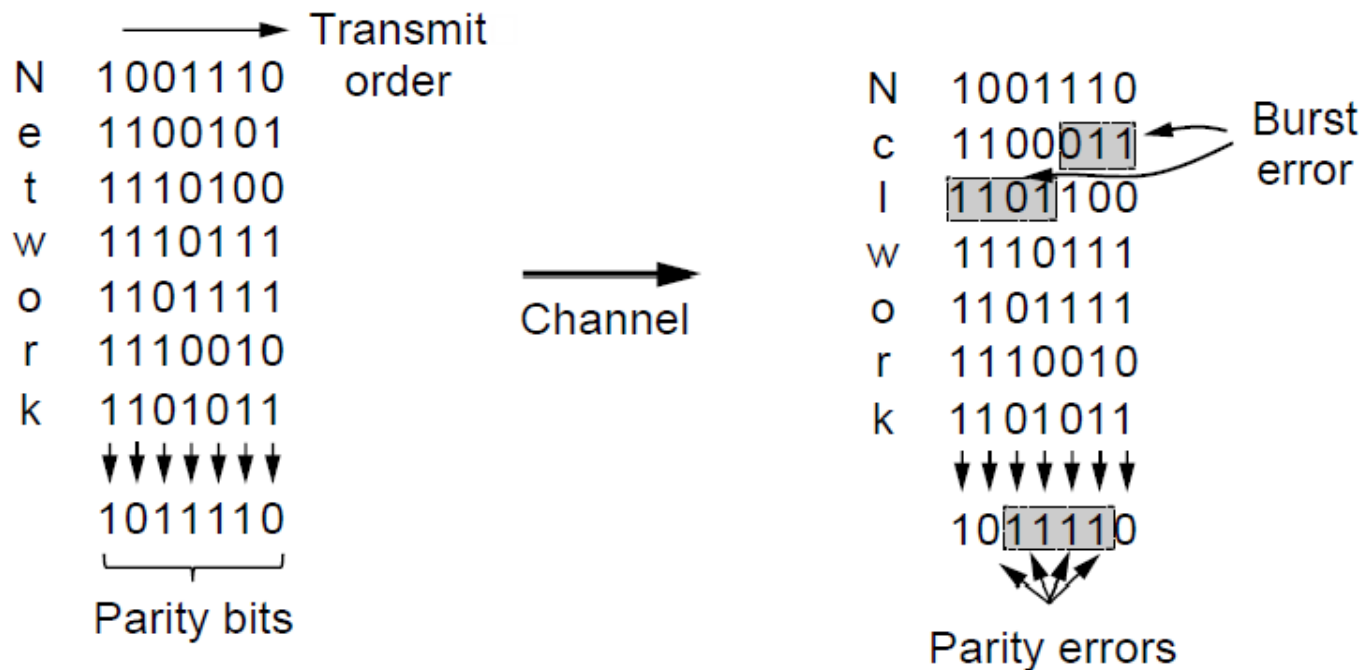 Transmit
order
N 1001110
e 1100101
t 1110100
w 1110111
o 1101111
r 1110010
k 1101011
1011110
Parity bits
Channel
N 1001110
c 1100011
l 1101100
w 1110111
o 1101111
r 1110010
k 1101011
1011110
Parity errors
Burst
error